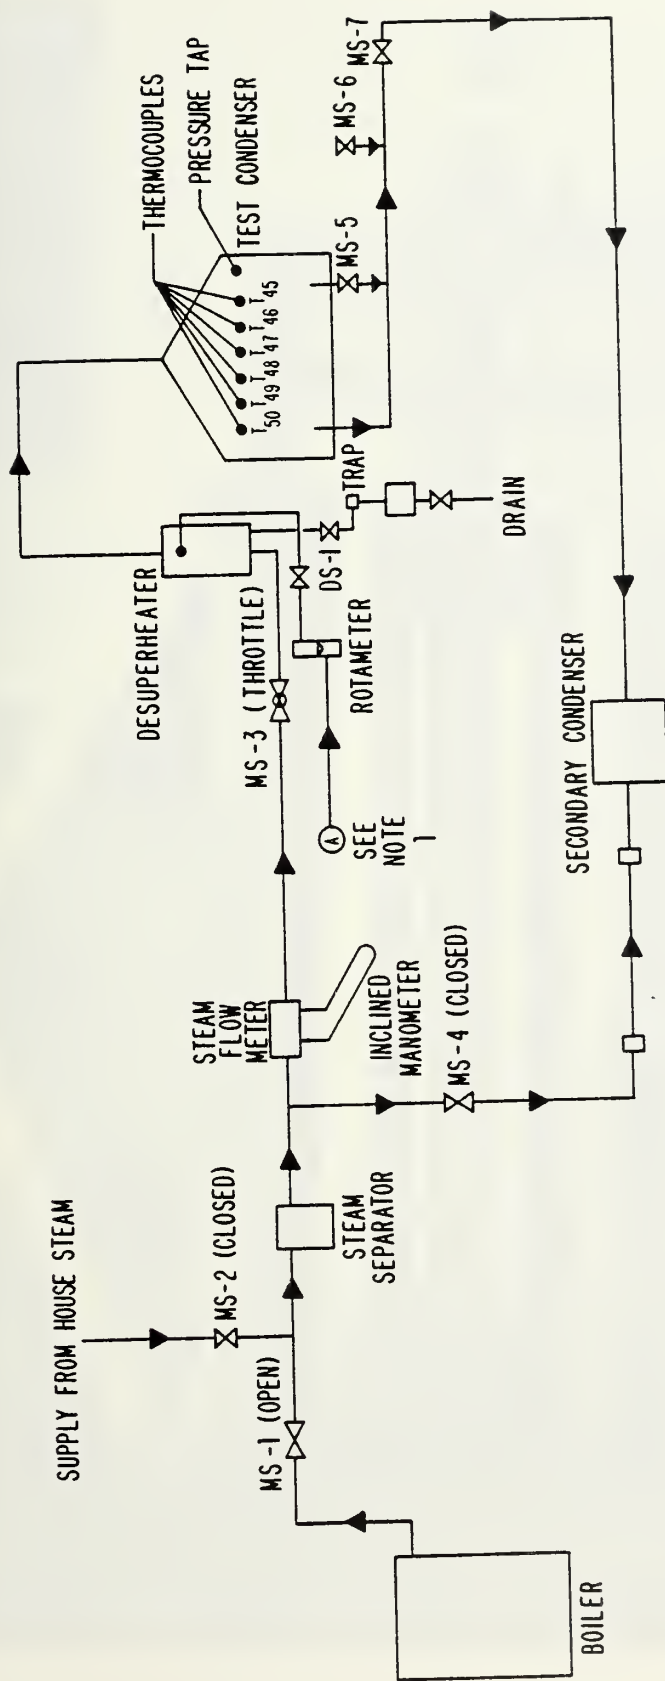 SUPPLY FROM HOUSE STEAM
MS-2 (CLOSED)
MS-1 (OPEN)
BOILER
STEAM
SEPARATOR
STEAM
FLOW
METER
INCLINED
MANOMETER
MS-4 (CLOSED)
DESUPERHEATER
MS-3 (THROTTLE)
A
SEE
NOTE
1
ROTAMETER
DS-1
TRAP
DRAIN
THERMOCOUPLES
PRESSURE TAP
TEST CONDENSER
T50 T49 T48 T47 T46 T45
MS-5
MS-6
MS-7
SECONDARY CONDENSER